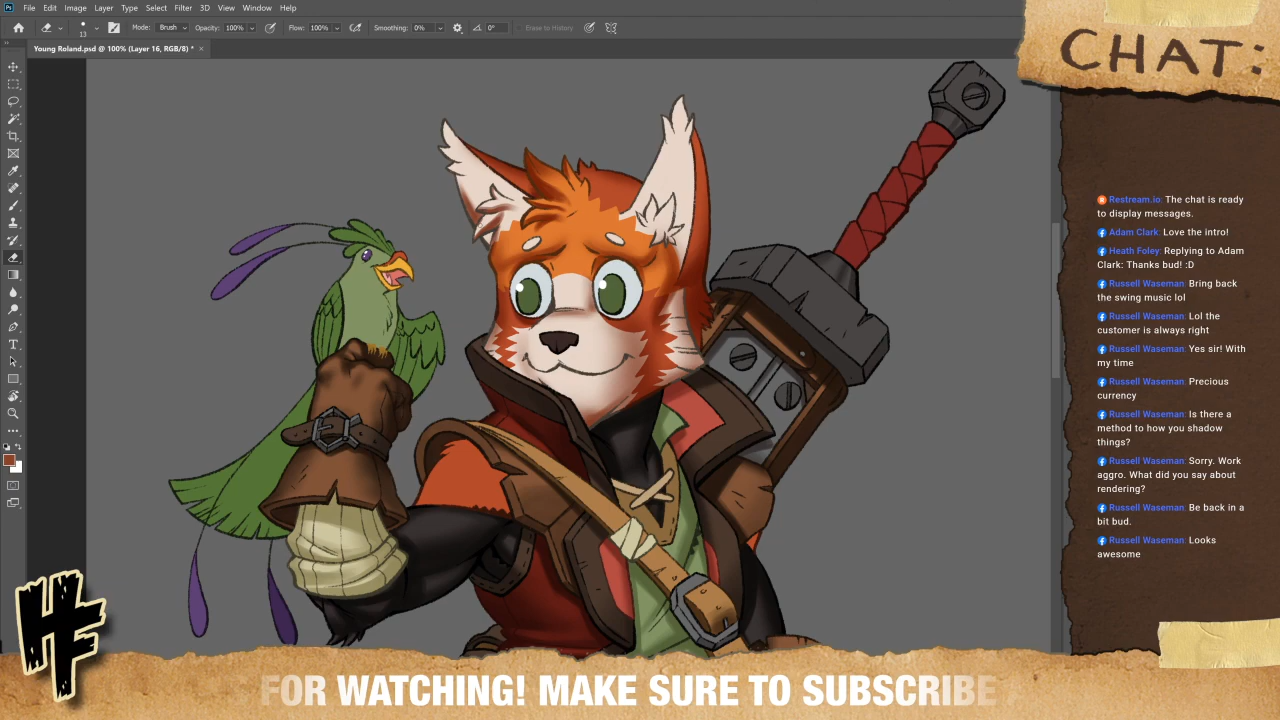 Ps File Edit Image Layer Type Select Filter 3D View Window Help
13 Mode: Brush Opacity: 100% Flow: 100% Smoothing: 0% 0° Erase to History
Young Roland.psd @ 100% (Layer 16, RGB/8) * ×
CHAT:
Restream.io: The chat is ready
to display messages.
Adam Clark: Love the intro!
Heath Foley: Replying to Adam
Clark: Thanks bud! :D
Russell Waseman: Bring back
the swing music lol
Russell Waseman: Lol the
customer is always right
Russell Waseman: Yes sir! With
my time
Russell Waseman: Precious
currency
Russell Waseman: Is there a
method to how you shadow
things?
Russell Waseman: Sorry. Work
aggro. What did you say about
rendering?
Russell Waseman: Be back in a
bit bud.
Russell Waseman: Looks
awesome
HF
FOR WATCHING! MAKE SURE TO SUBSCRIBE